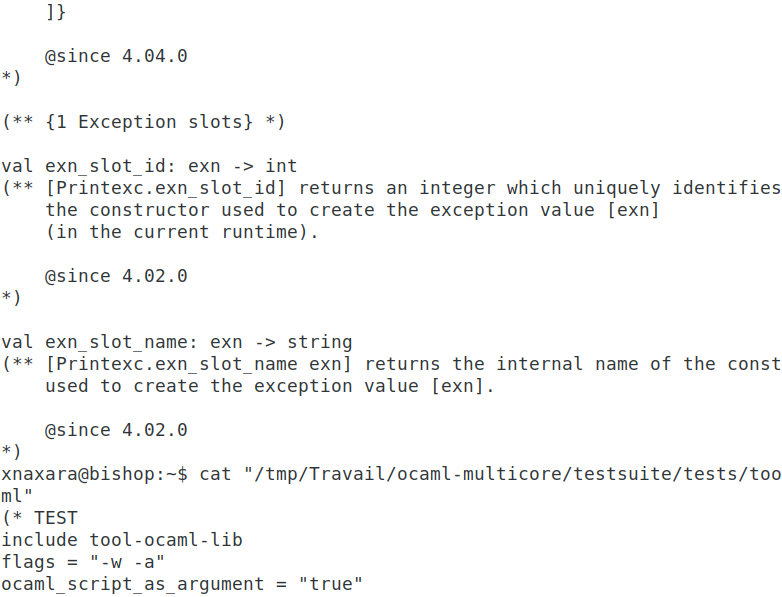 ]}
    @since 4.04.0
*)
(** {1 Exception slots} *)
val exn_slot_id: exn -> int
(** [Printexc.exn_slot_id] returns an integer which uniquely identifies
    the constructor used to create the exception value [exn]
    (in the current runtime).
    @since 4.02.0
*)
val exn_slot_name: exn -> string
(** [Printexc.exn_slot_name exn] returns the internal name of the const
    used to create the exception value [exn].
    @since 4.02.0
*)
xnaxara@bishop:~$ cat "/tmp/Travail/ocaml-multicore/testsuite/tests/too
ml"
(* TEST
include tool-ocaml-lib
flags = "-w -a"
ocaml_script_as_argument = "true"